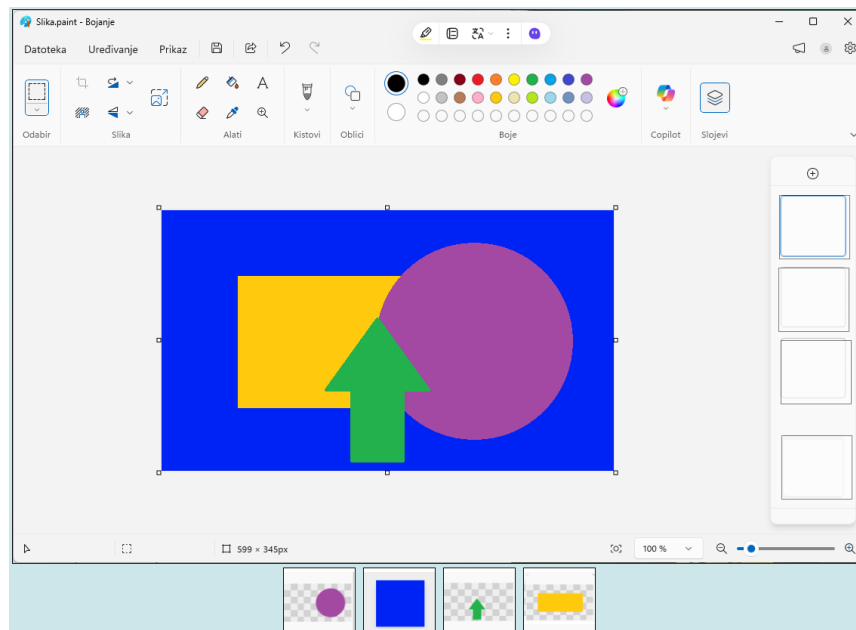 Slika.paint - Bojanje
Datoteka Uređivanje Prikaz
A
Odabir Slika Alati Kistovi Oblici Boje Copilot Slojevi
599 × 345px 100 %